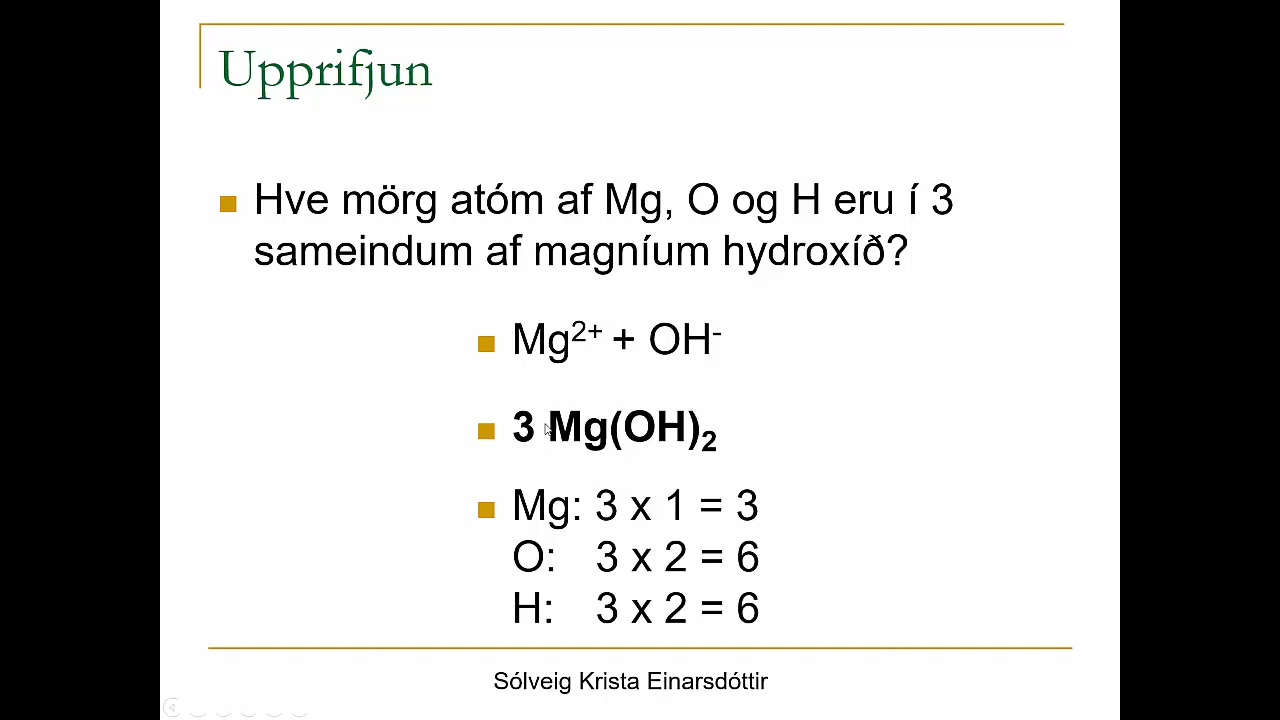 Upprifjun
Hve mörg atóm af Mg, O og H eru í 3
sameindum af magníum hydroxíð?
Mg²⁺ + OH⁻
3 Mg(OH)₂
Mg: 3 x 1 = 3
O: 3 x 2 = 6
H: 3 x 2 = 6
Sólveig Krista Einarsdóttir